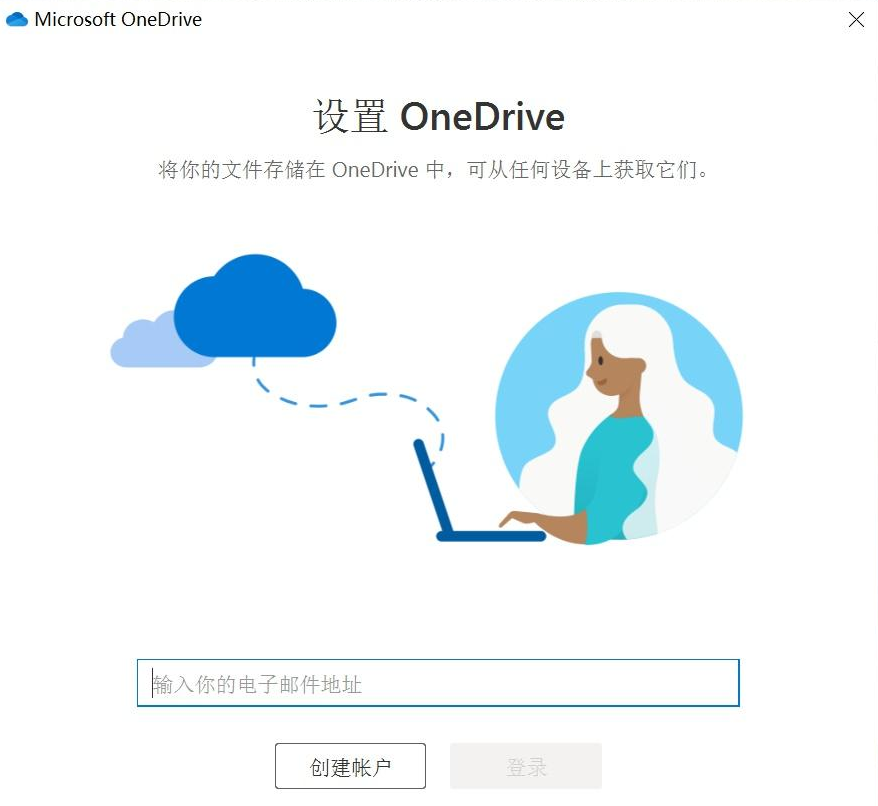 Microsoft OneDrive
设置 OneDrive
将你的文件存储在 OneDrive 中，可从任何设备上获取它们。
输入你的电子邮件地址
创建帐户
登录